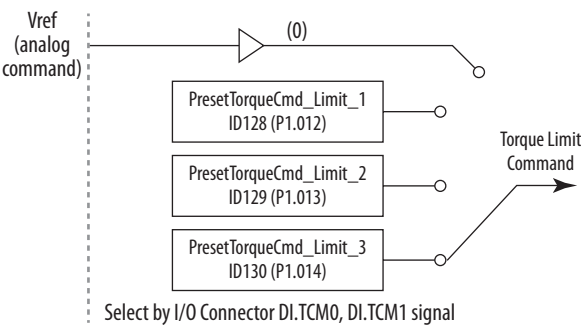 Vref
(analog
command)
(0)
PresetTorqueCmd_Limit_1
ID128 (P1.012)
PresetTorqueCmd_Limit_2
ID129 (P1.013)
Torque Limit
Command
PresetTorqueCmd_Limit_3
ID130 (P1.014)
Select by I/O Connector DI.TCM0, DI.TCM1 signal